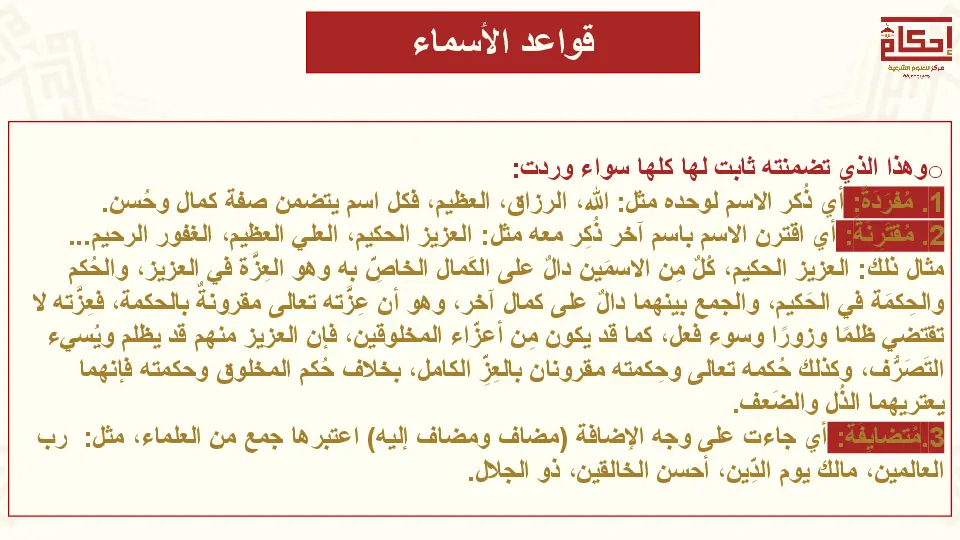 قواعد الأسماء
إحكام
مركز للعلوم الشرعية
○وهذا الذي تضمنته ثابت لها كلها سواء وردت:
1. مُفرَدَة: أي ذُكر الاسم لوحده مثل: الله، الرزاق، العظيم، فكل اسم يتضمن صفة كمال وحُسن.
2. مُقتَرنة: أي اقترن الاسم باسم آخر ذُكِر معه مثل: العزيز الحكيم، العلي العظيم، الغفور الرحيم...
مثال ذلك: العزيز الحكيم، كُلٌ مِن الاسمَين دالٌ على الكَمال الخاصّ به وهو العِزَّة في العزيز، والحُكم
والحِكمَة في الحَكيم، والجمع بينهما دالٌ على كمال آخر، وهو أن عِزَّته تعالى مقرونةٌ بالحكمة، فعِزَّته لا
تقتضي ظلمًا وزورًا وسوء فعل، كما قد يكون مِن أعزّاء المخلوقين، فإن العزيز منهم قد يظلم ويُسيء
التَصَرُّف، وكذلك حُكمه تعالى وحِكمته مقرونان بالعِزِّ الكامل، بخلاف حُكم المخلوق وحكمته فإنهما
يعتريهما الذُل والضَعف.
3.مُتضايِفَة: أي جاءت على وجه الإضافة (مضاف ومضاف إليه) اعتبرها جمع من العلماء، مثل: رب
العالمين، مالك يوم الدِّين، أحسن الخالقين، ذو الجلال.